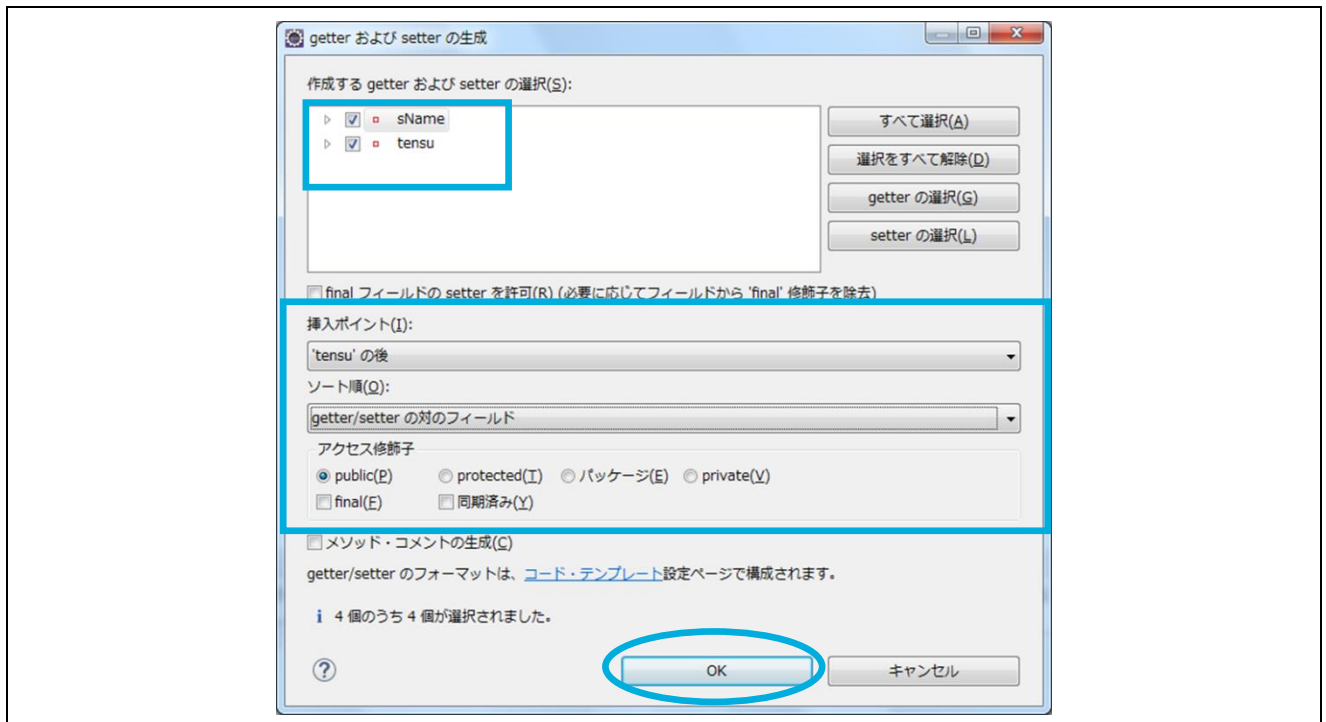 getter および setter の生成
作成する getter および setter の選択(S):
sName
tensu
すべて選択(A)
選択をすべて解除(D)
getter の選択(G)
setter の選択(L)
final フィールドの setter を許可(R) (必要に応じてフィールドから 'final' 修飾子を除去)
挿入ポイント(I):
'tensu' の後
ソート順(O):
getter/setter の対のフィールド
アクセス修飾子
public(P) protected(T) パッケージ(E) private(V)
final(F) 同期済み(Y)
メソッド・コメントの生成(C)
getter/setter のフォーマットは、コード・テンプレート設定ページで構成されます。
i 4 個のうち 4 個が選択されました。
? OK キャンセル